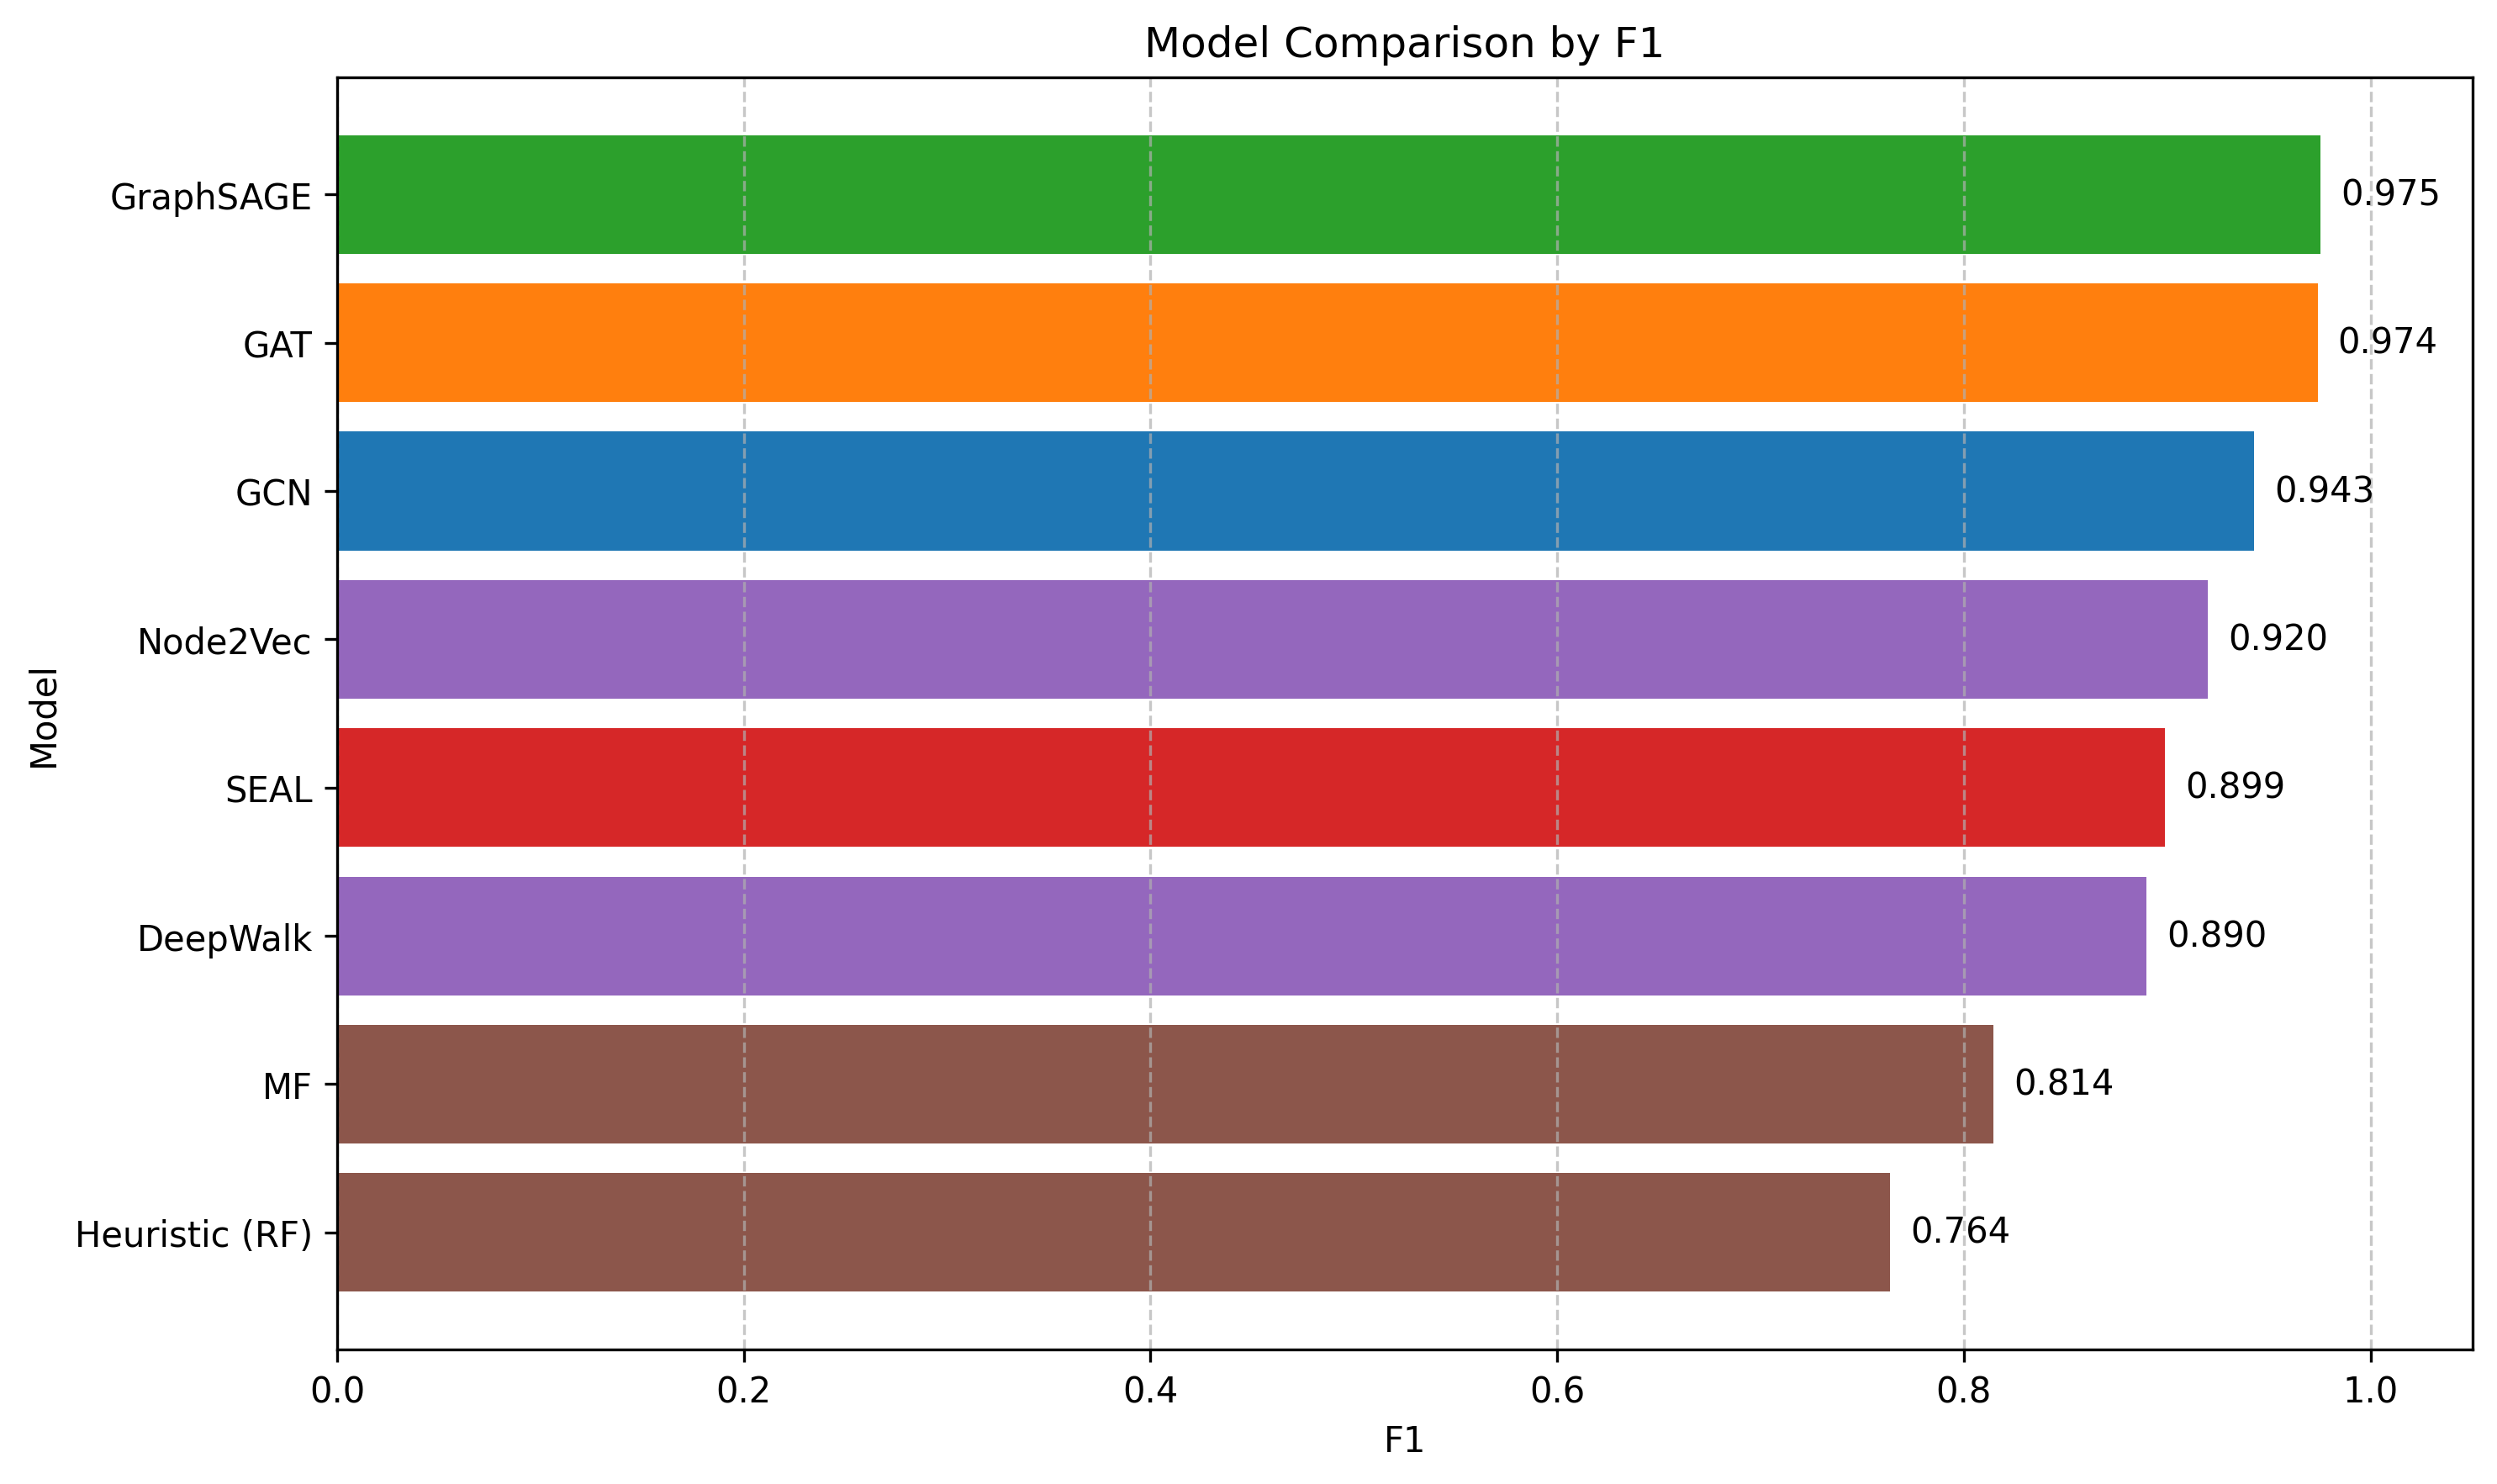 Model Comparison by F1
Model
GraphSAGE 0.975
GAT 0.974
GCN 0.943
Node2Vec 0.920
SEAL 0.899
DeepWalk 0.890
MF 0.814
Heuristic (RF) 0.764
0.0 0.2 0.4 0.6 0.8 1.0
F1